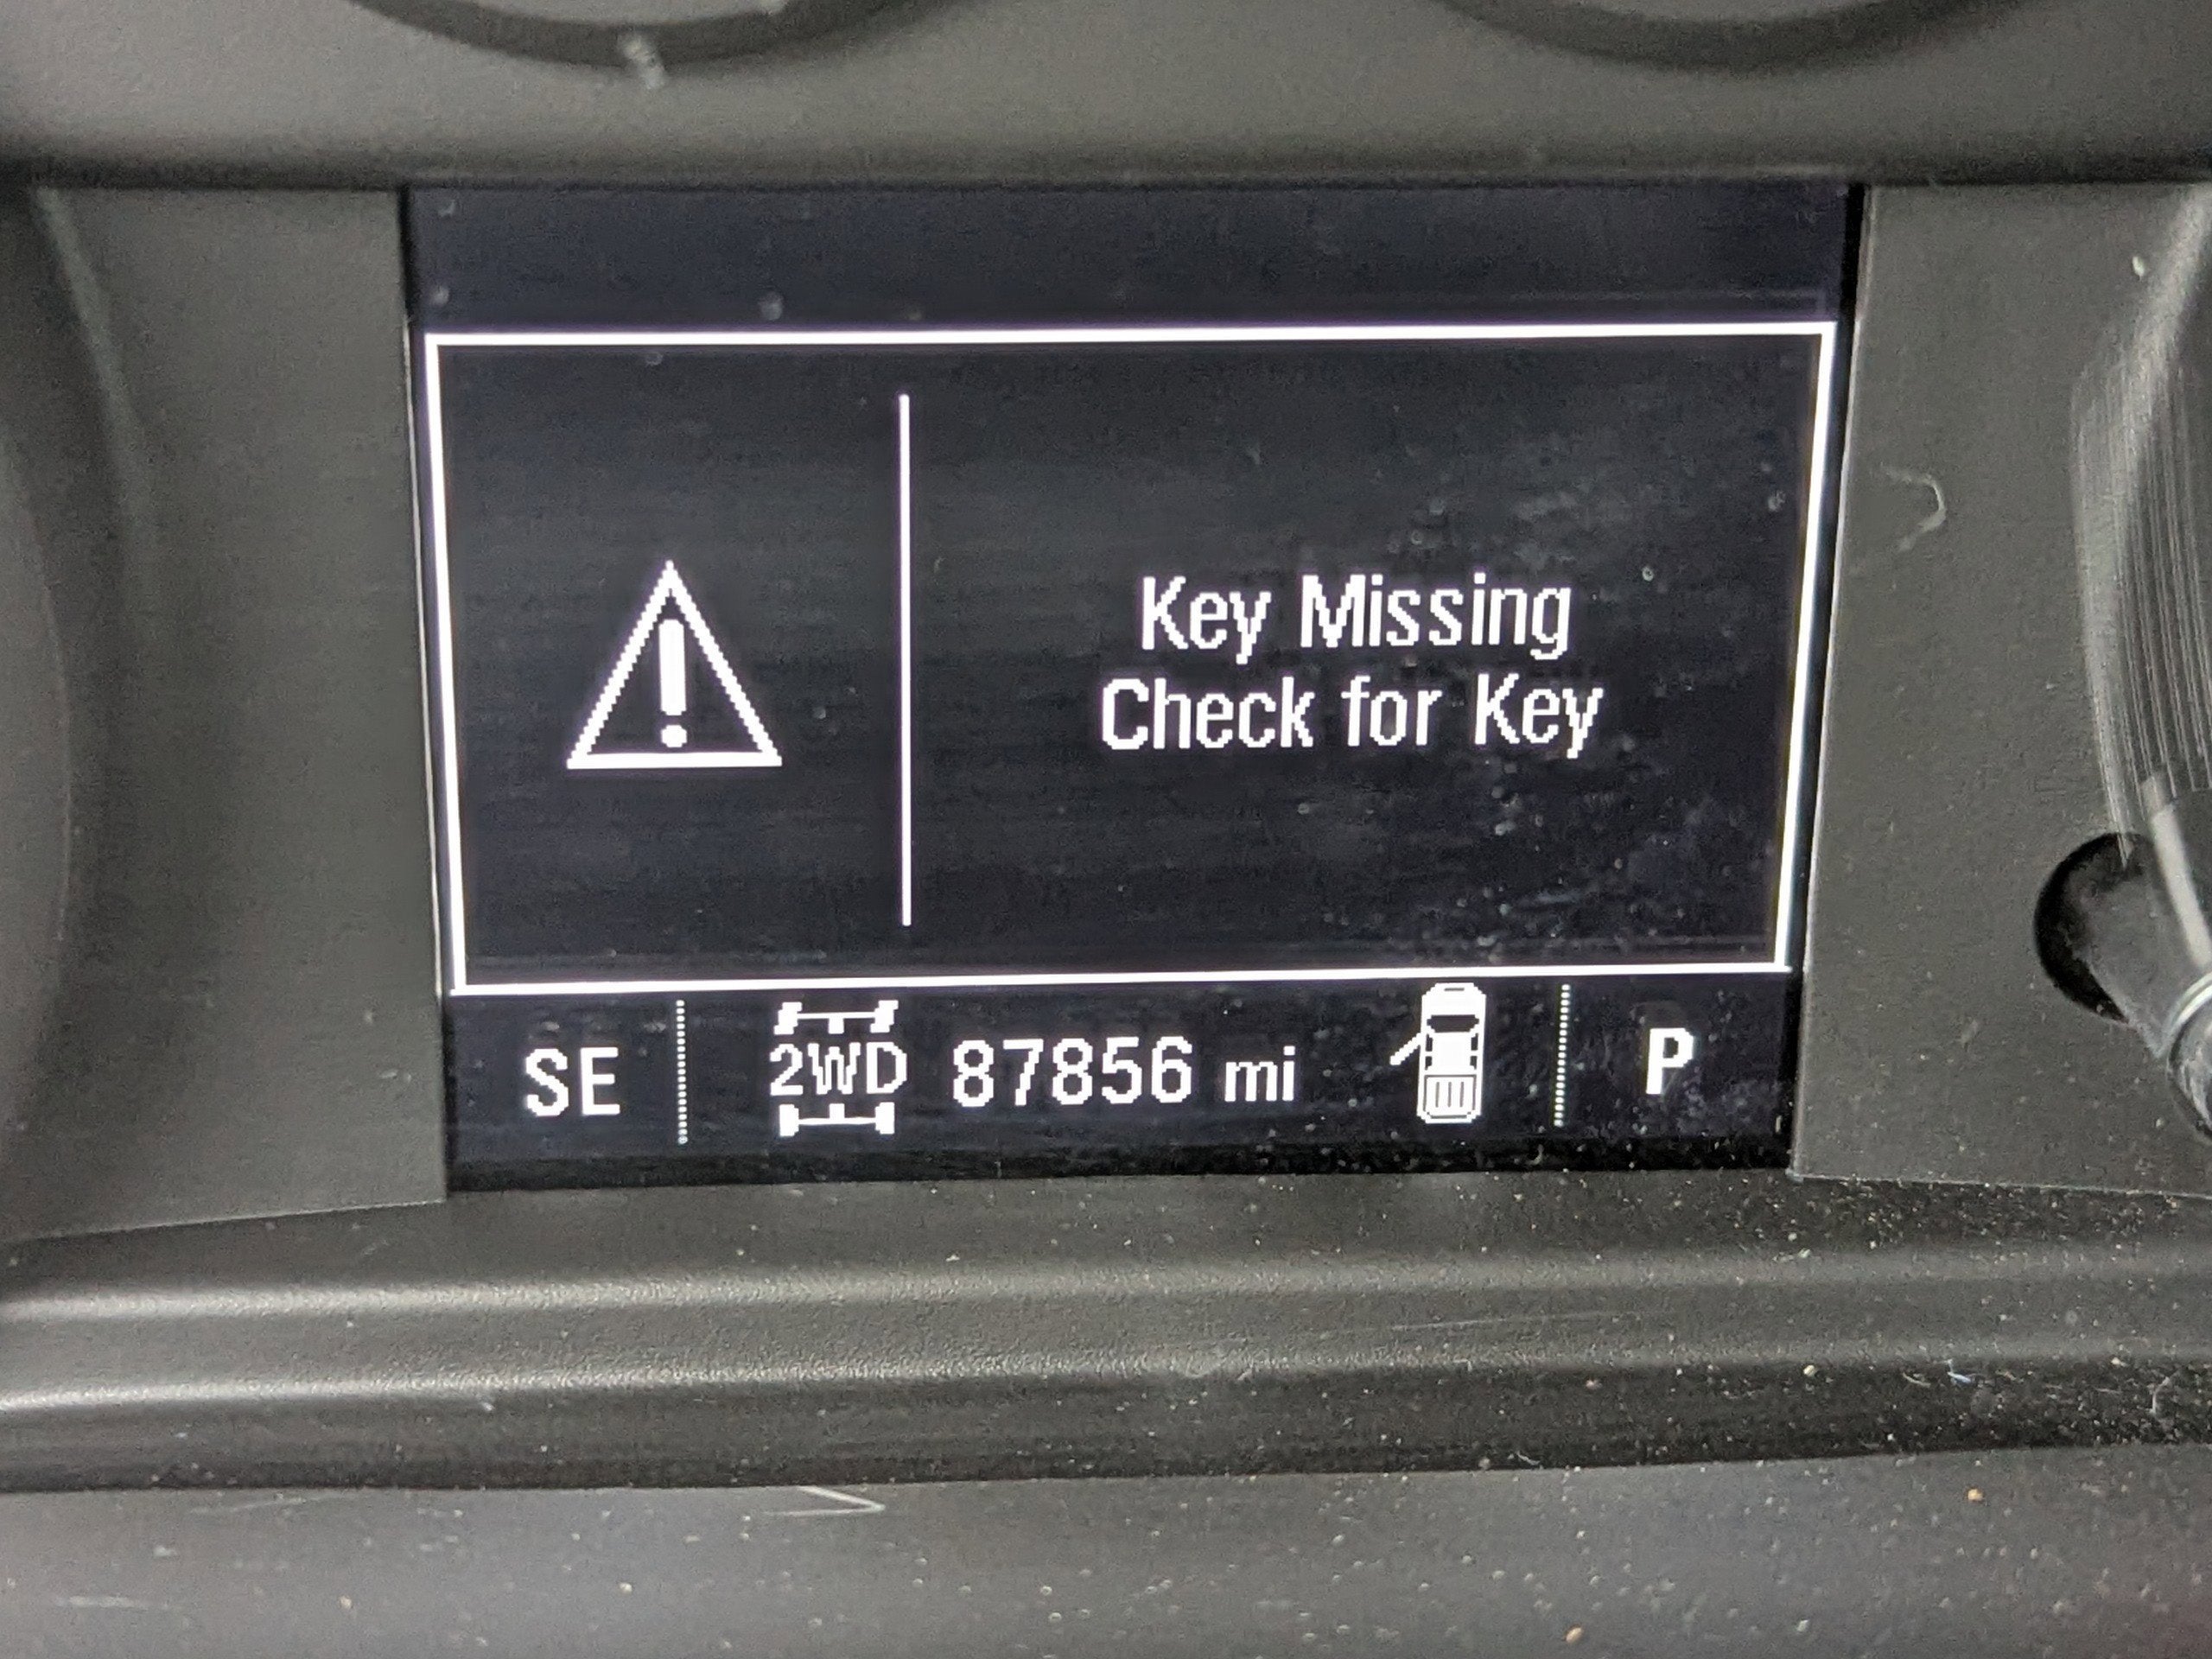 Key Missing
Check for Key
SE 2WD 87856 mi P